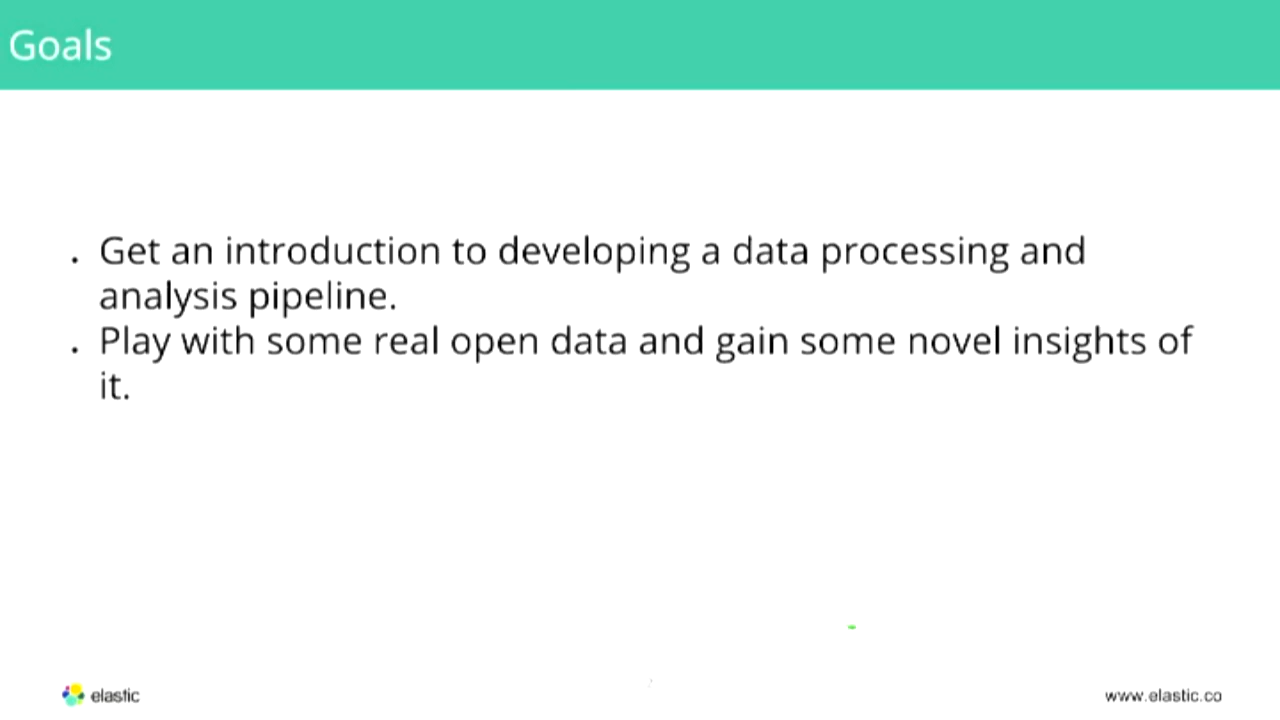 Goals
. Get an introduction to developing a data processing and
analysis pipeline.
. Play with some real open data and gain some novel insights of
it.
elastic
www.elastic.co